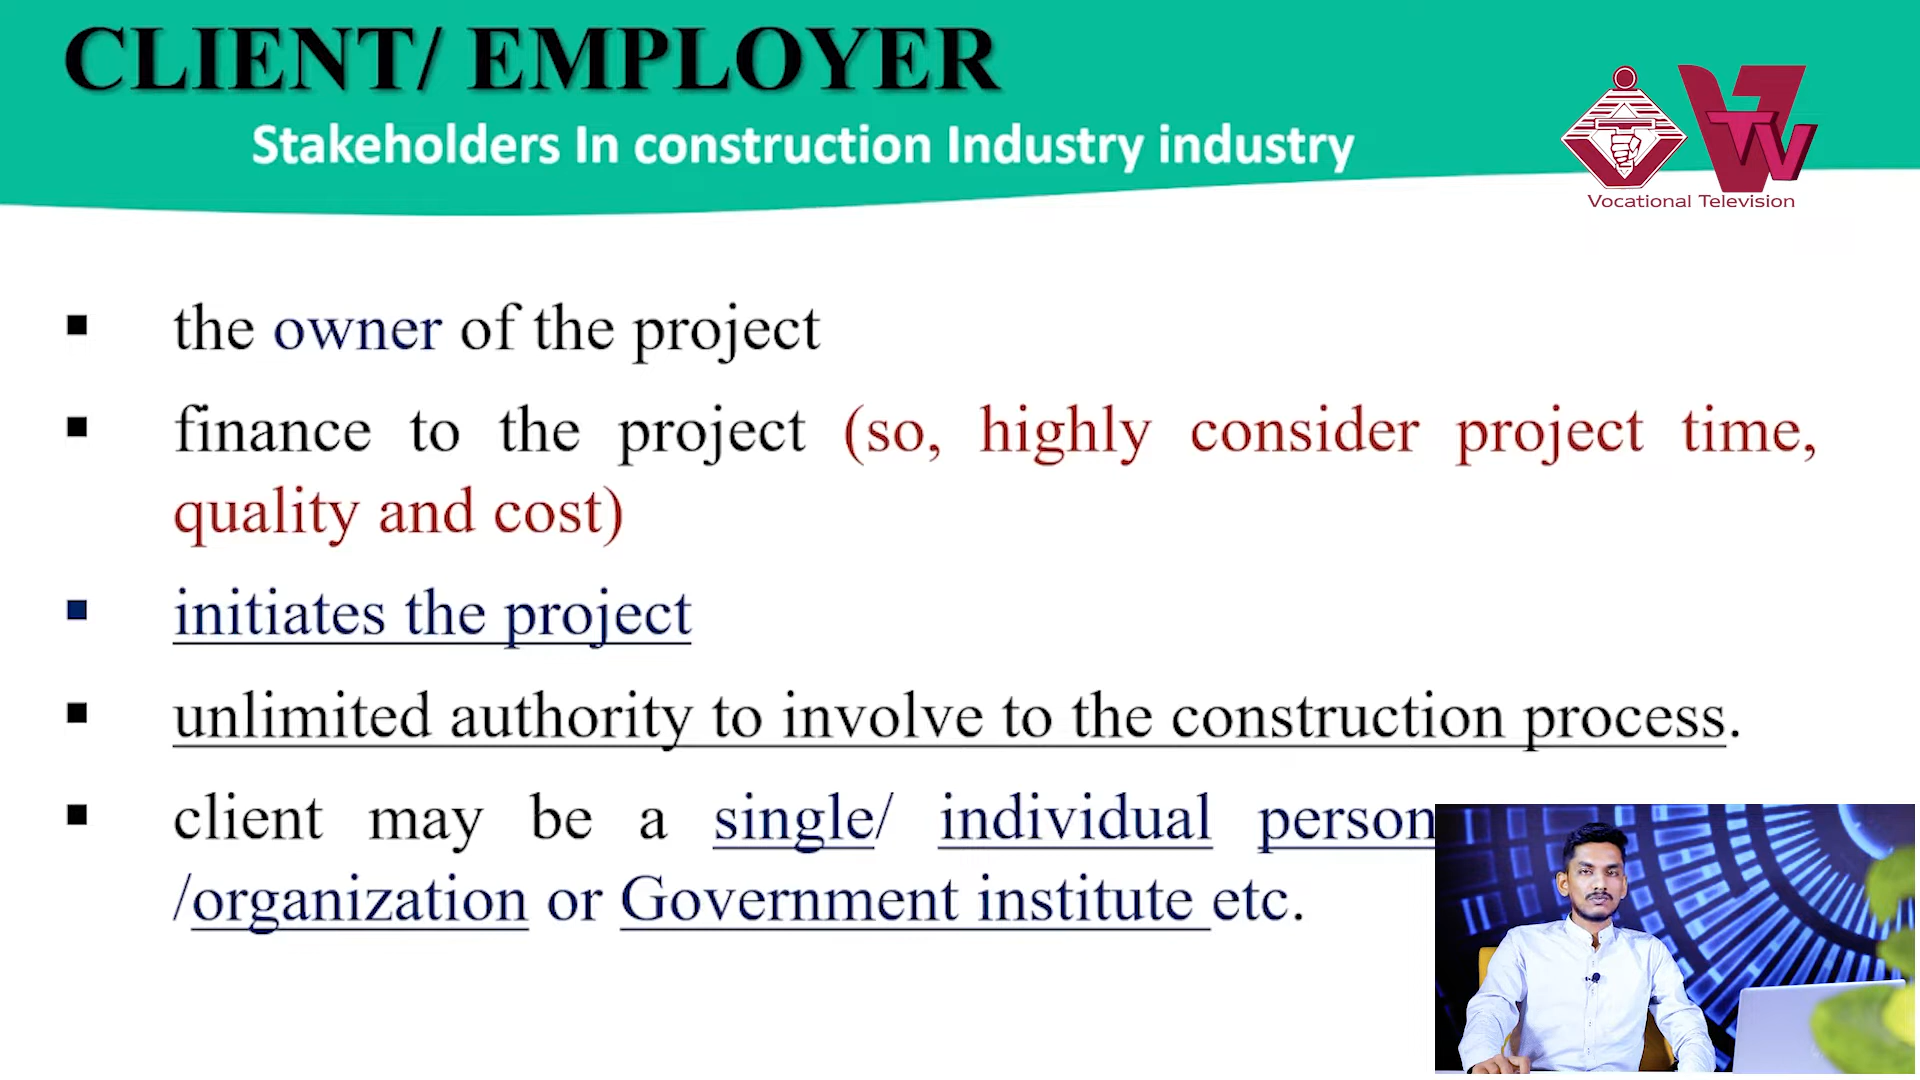 CLIENT/ EMPLOYER
Stakeholders In construction Industry industry
VTV
Vocational Television
▪ the owner of the project
▪ finance to the project (so, highly consider project time,
quality and cost)
▪ initiates the project
▪ unlimited authority to involve to the construction process.
▪ client may be a single/ individual person
/organization or Government institute etc.